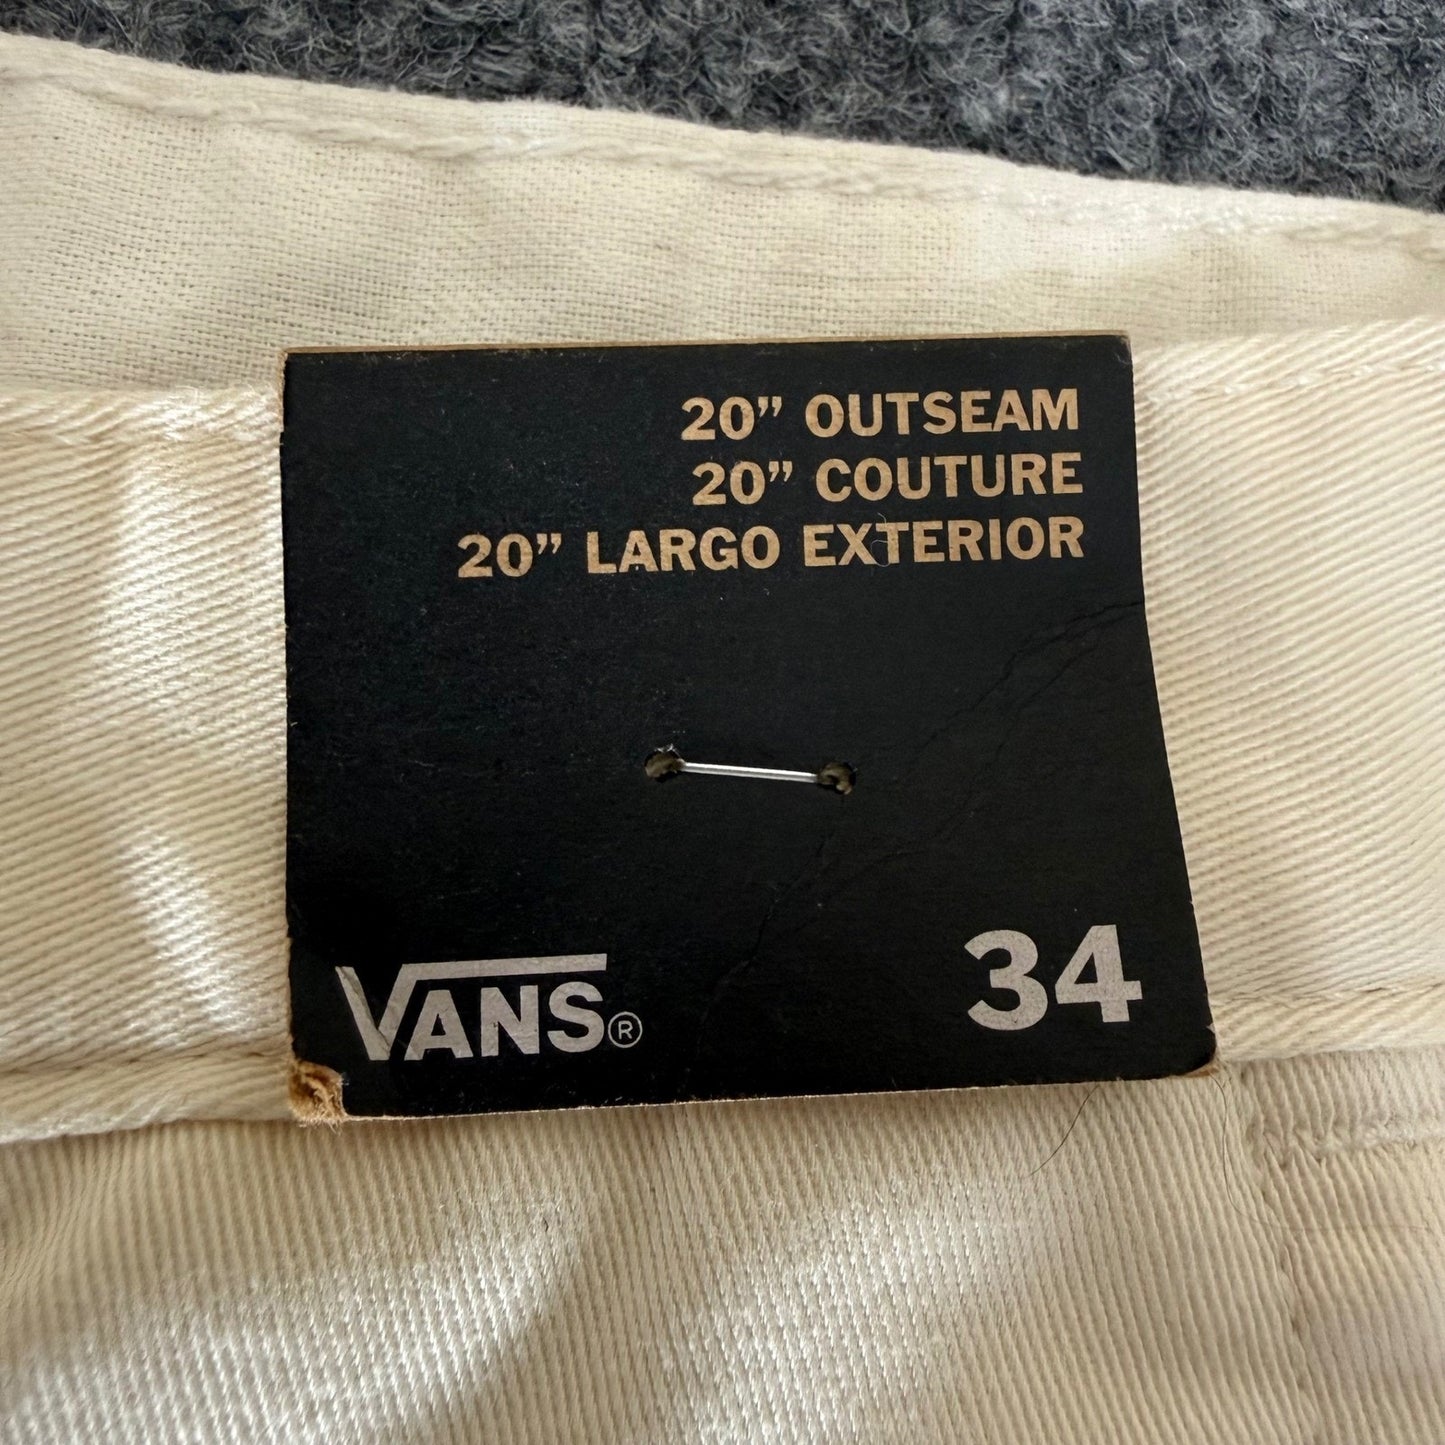 20” OUTSEAM
20” COUTURE
20” LARGO EXTERIOR
VANS® 34